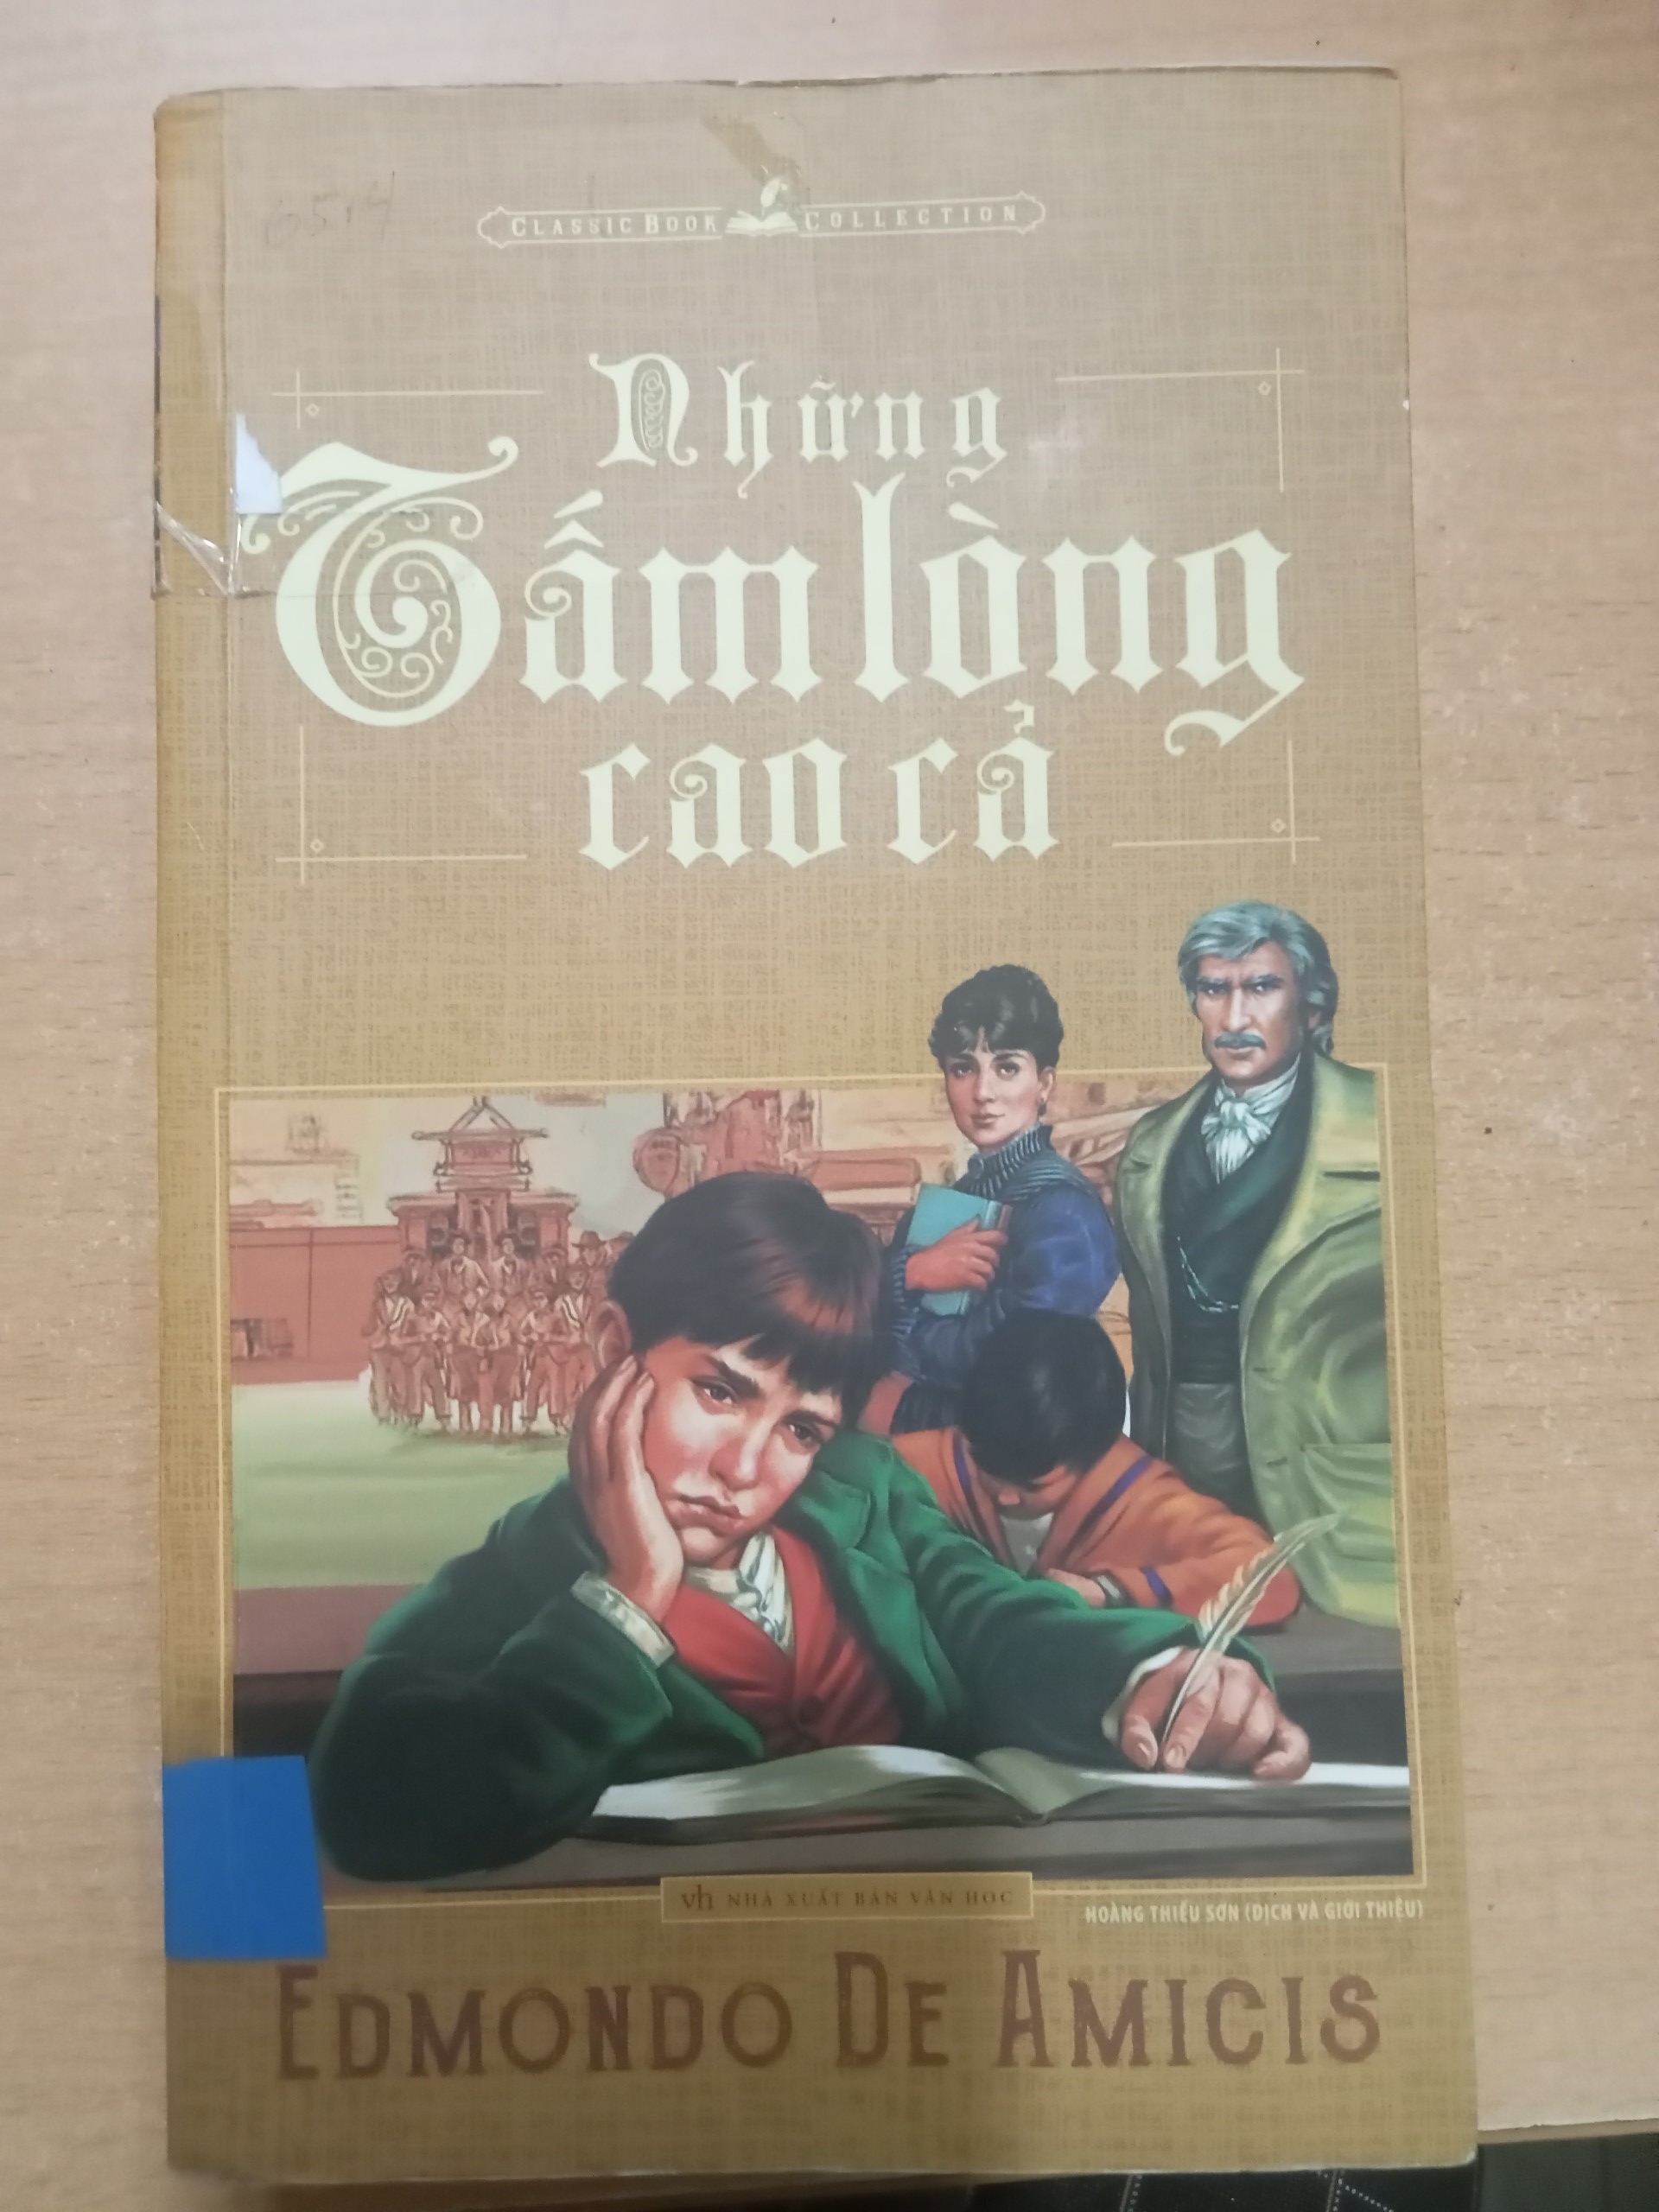 CLASSIC BOOK COLLECTION
Những
Tấm lòng
cao cả
vh NHÀ XUẤT BẢN VĂN HỌC
HOÀNG THIẾU SƠN (DỊCH VÀ GIỚI THIỆU)
EDMONDO DE AMICIS